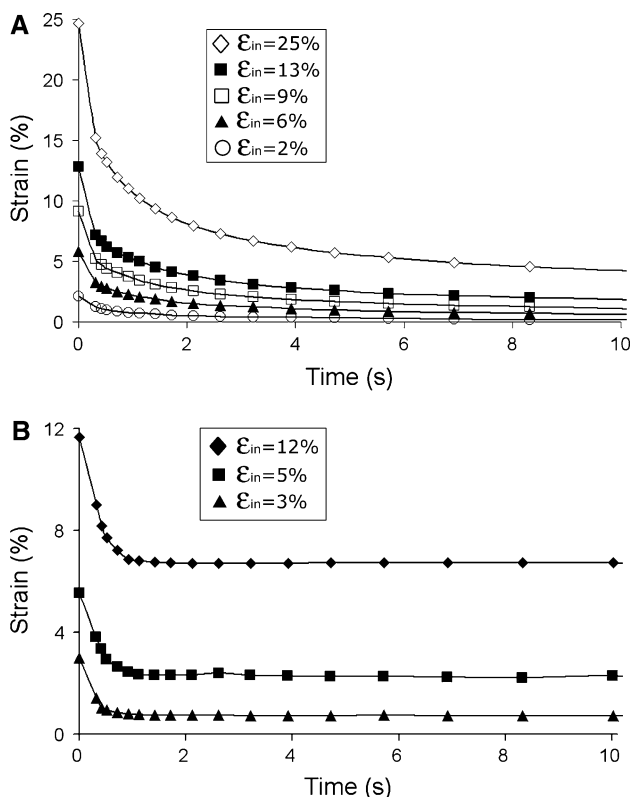 A
25
20
15
10
5
0
Strain (%)
εin=25%
εin=13%
εin=9%
εin=6%
εin=2%
0 2 4 6 8 10
Time (s)
B
12
8
4
0
Strain (%)
εin=12%
εin=5%
εin=3%
0 2 4 6 8 10
Time (s)